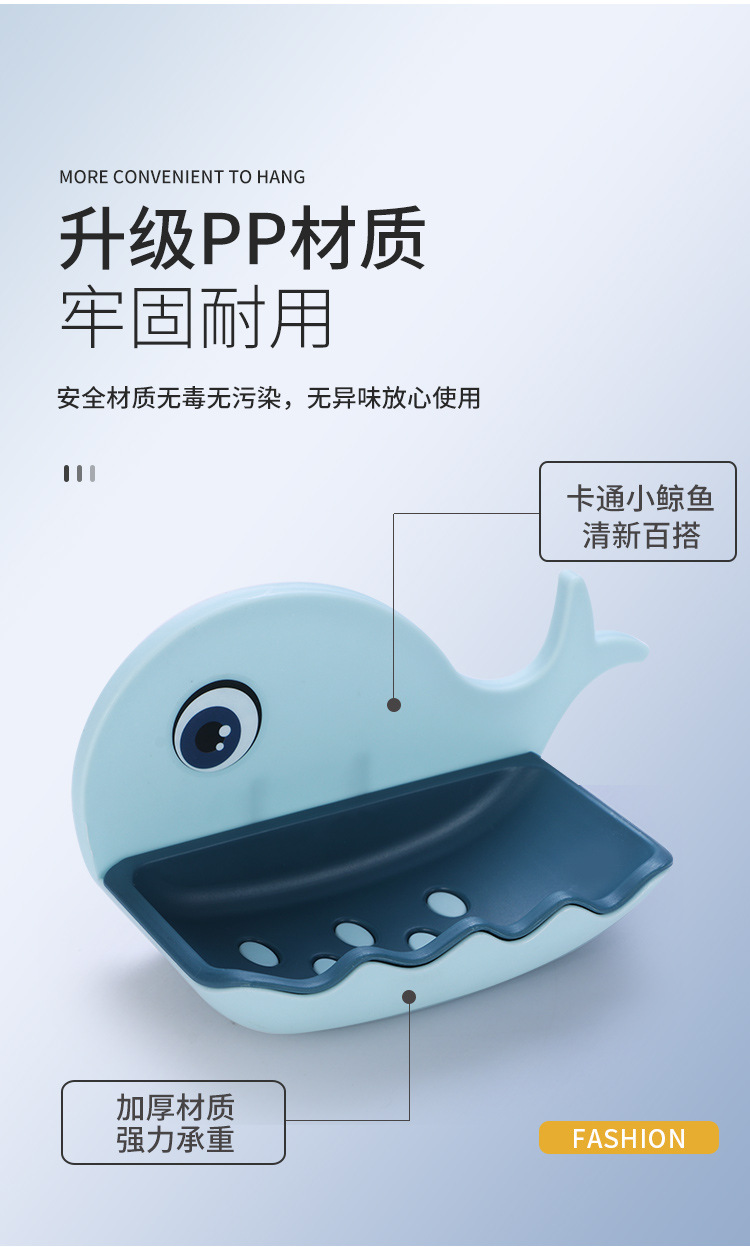 MORE CONVENIENT TO HANG
升级PP材质
牢固耐用
安全材质无毒无污染，无异味放心使用
卡通小鲸鱼
清新百搭
加厚材质
强力承重
FASHION